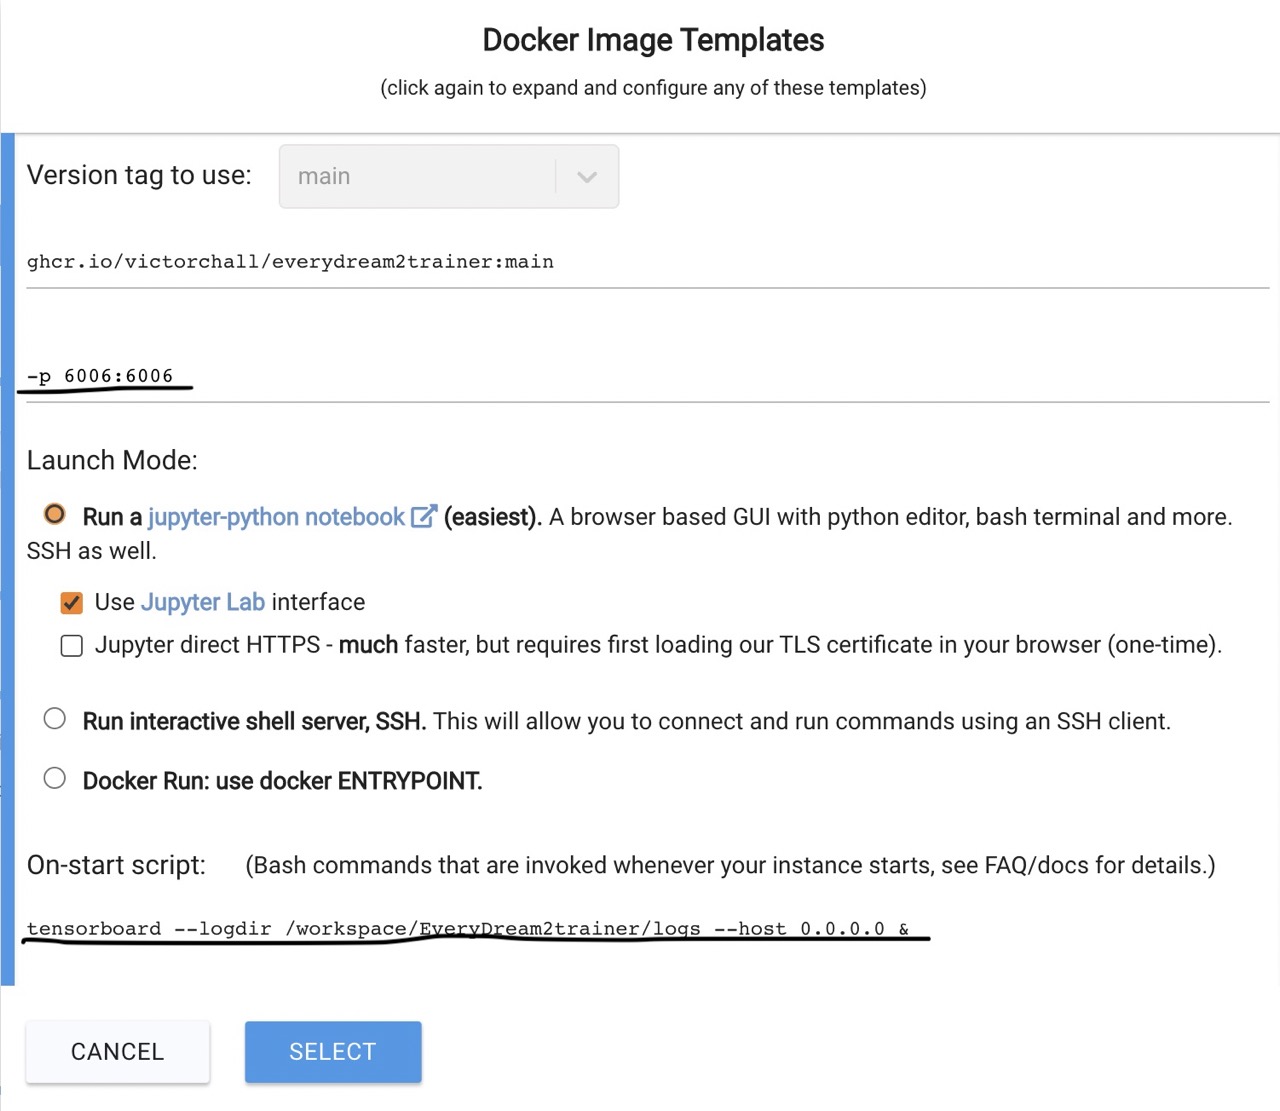 Docker Image Templates
(click again to expand and configure any of these templates)
Version tag to use: main
ghcr.io/victorchall/everydream2trainer:main
-p 6006:6006
Launch Mode:
Run a jupyter-python notebook (easiest). A browser based GUI with python editor, bash terminal and more.
SSH as well.
Use Jupyter Lab interface
Jupyter direct HTTPS - much faster, but requires first loading our TLS certificate in your browser (one-time).
Run interactive shell server, SSH. This will allow you to connect and run commands using an SSH client.
Docker Run: use docker ENTRYPOINT.
On-start script: (Bash commands that are invoked whenever your instance starts, see FAQ/docs for details.)
tensorboard --logdir /workspace/EveryDream2trainer/logs --host 0.0.0.0 &
CANCEL SELECT